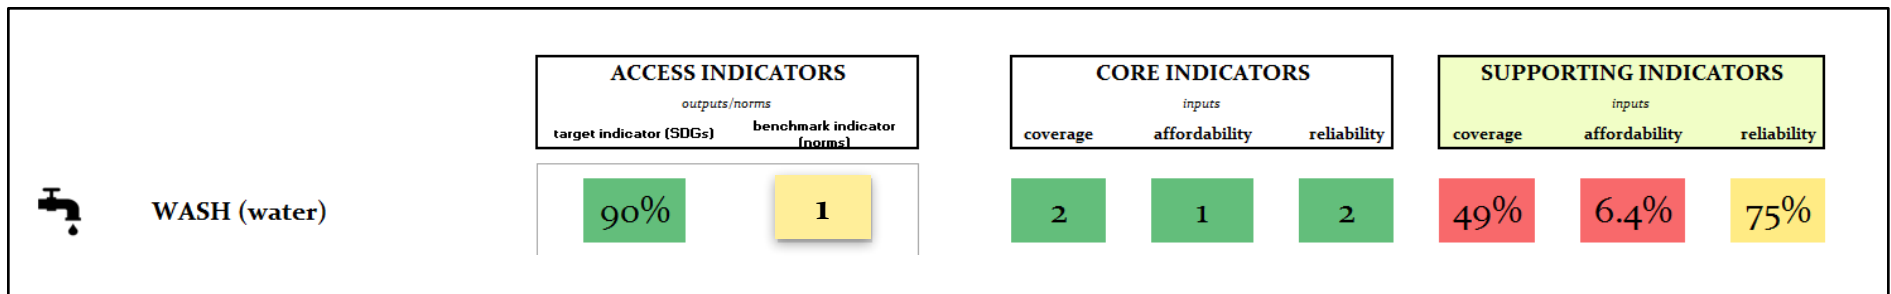 ACCESS INDICATORS
outputs/norms
target indicator (SDGs) benchmark indicator (norms)
CORE INDICATORS
inputs
coverage affordability reliability
SUPPORTING INDICATORS
inputs
coverage affordability reliability
WASH (water) 90% 1 2 1 2 49% 6.4% 75%